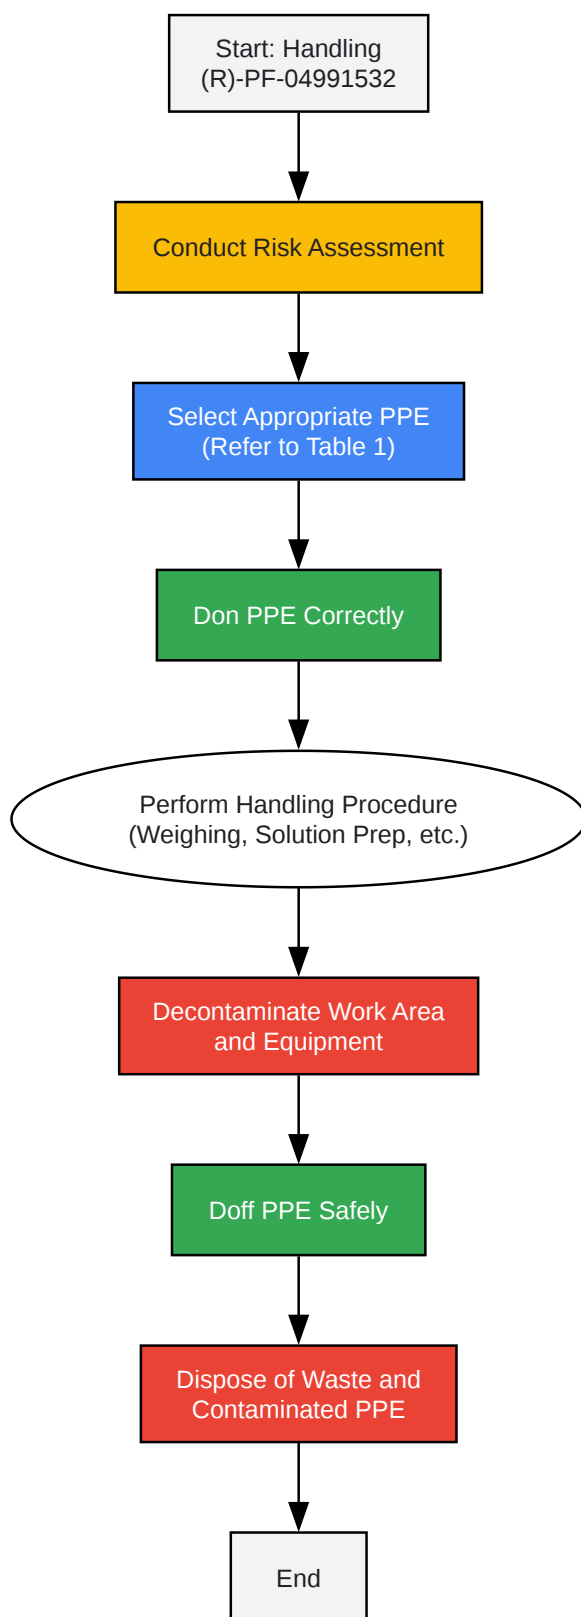 Start: Handling
(R)-PF-04991532
Conduct Risk Assessment
Select Appropriate PPE
(Refer to Table 1)
Don PPE Correctly
Perform Handling Procedure
(Weighing, Solution Prep, etc.)
Decontaminate Work Area
and Equipment
Doff PPE Safely
Dispose of Waste and
Contaminated PPE
End